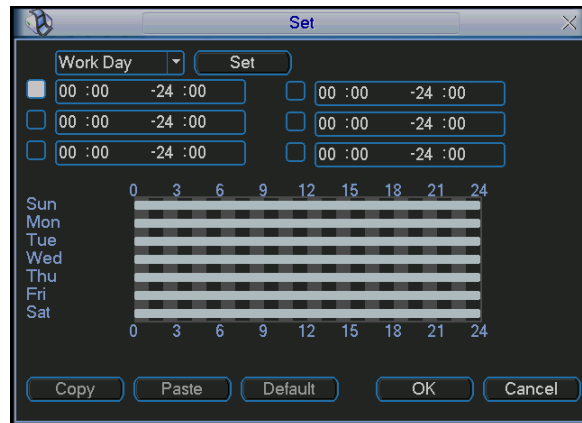 Set
Work Day Set
00 :00 -24 :00 00 :00 -24 :00
00 :00 -24 :00 00 :00 -24 :00
00 :00 -24 :00 00 :00 -24 :00
0 3 6 9 12 15 18 21 24
Sun
Mon
Tue
Wed
Thu
Fri
Sat
0 3 6 9 12 15 18 21 24
Copy Paste Default OK Cancel